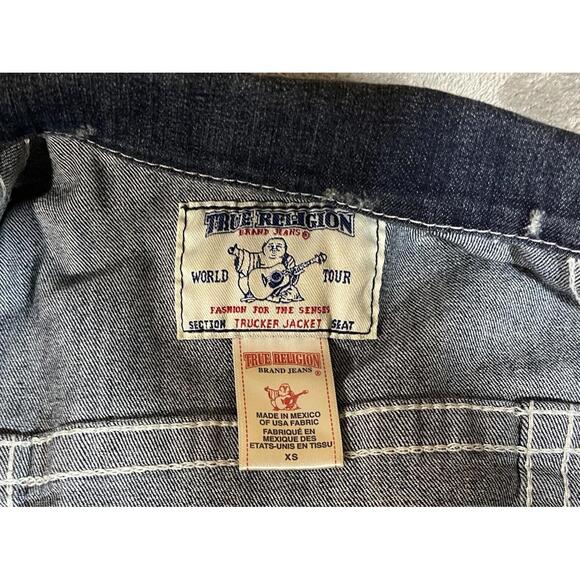 TRUE RELIGION
BRAND JEANS®
WORLD TOUR
FASHION FOR THE SENSES
SECTION TRUCKER JACKET SEAT
TRUE RELIGION
BRAND JEANS ®
MADE IN MEXICO
OF USA FABRIC
FABRIQUÉ EN
MEXIQUE DES
ETATS-UNIS EN TISSU
XS